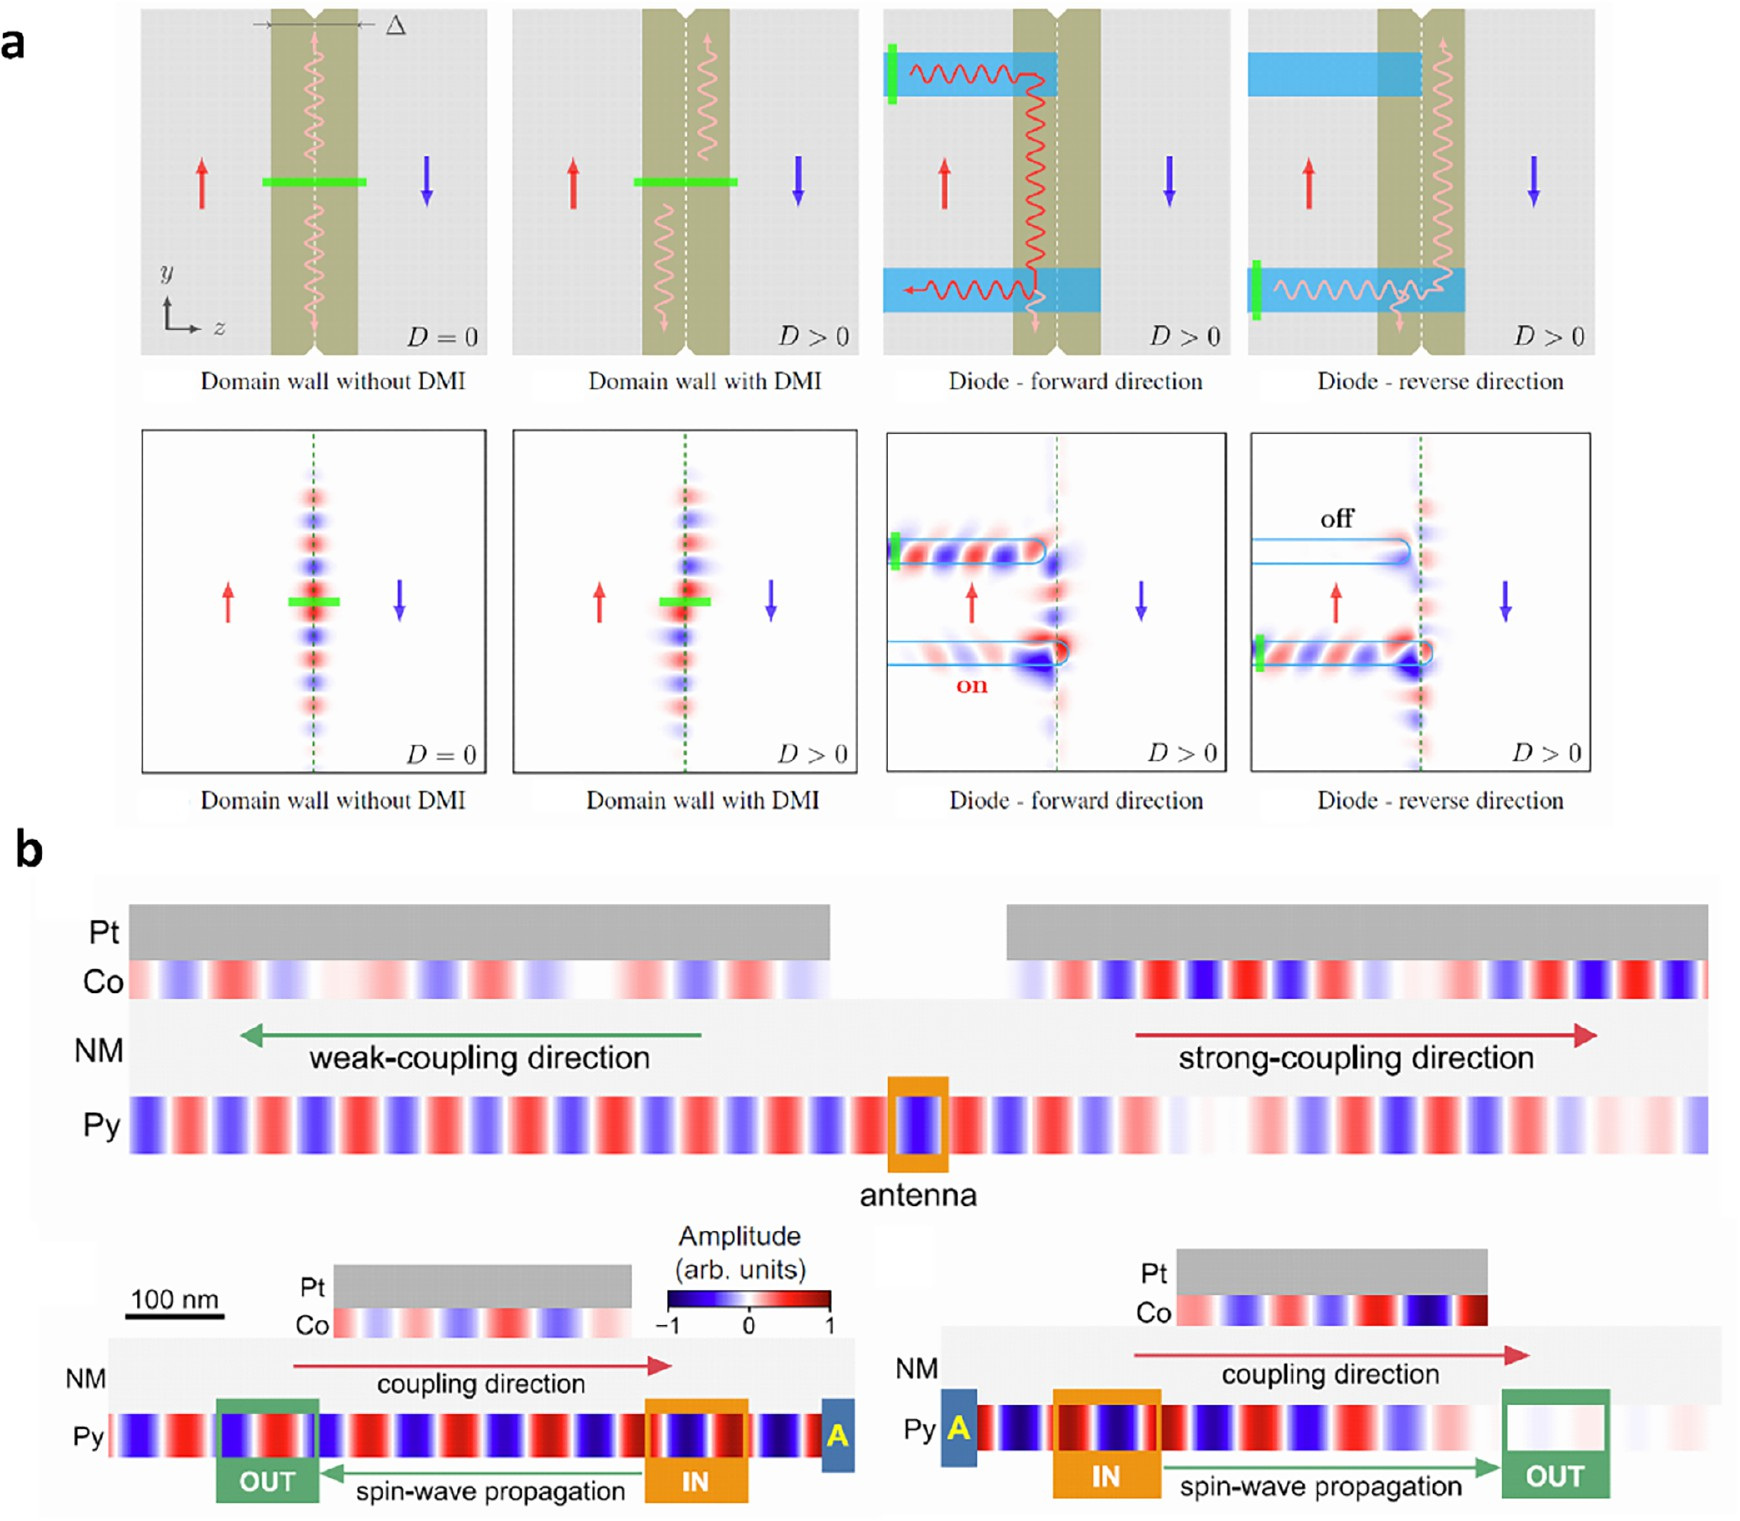 a
Δ
y
z
D = 0
D > 0
D > 0
D > 0
Domain wall without DMI
Domain wall with DMI
Diode - forward direction
Diode - reverse direction
off
on
D = 0
D > 0
D > 0
D > 0
Domain wall without DMI
Domain wall with DMI
Diode - forward direction
Diode - reverse direction
b
Pt
Co
NM
weak-coupling direction
strong-coupling direction
Py
antenna
Amplitude
(arb. units)
−1 0 1
100 nm
Pt
Co
NM
coupling direction
Py
A
OUT
spin-wave propagation
IN
Pt
Co
NM
coupling direction
Py
A
IN
spin-wave propagation
OUT